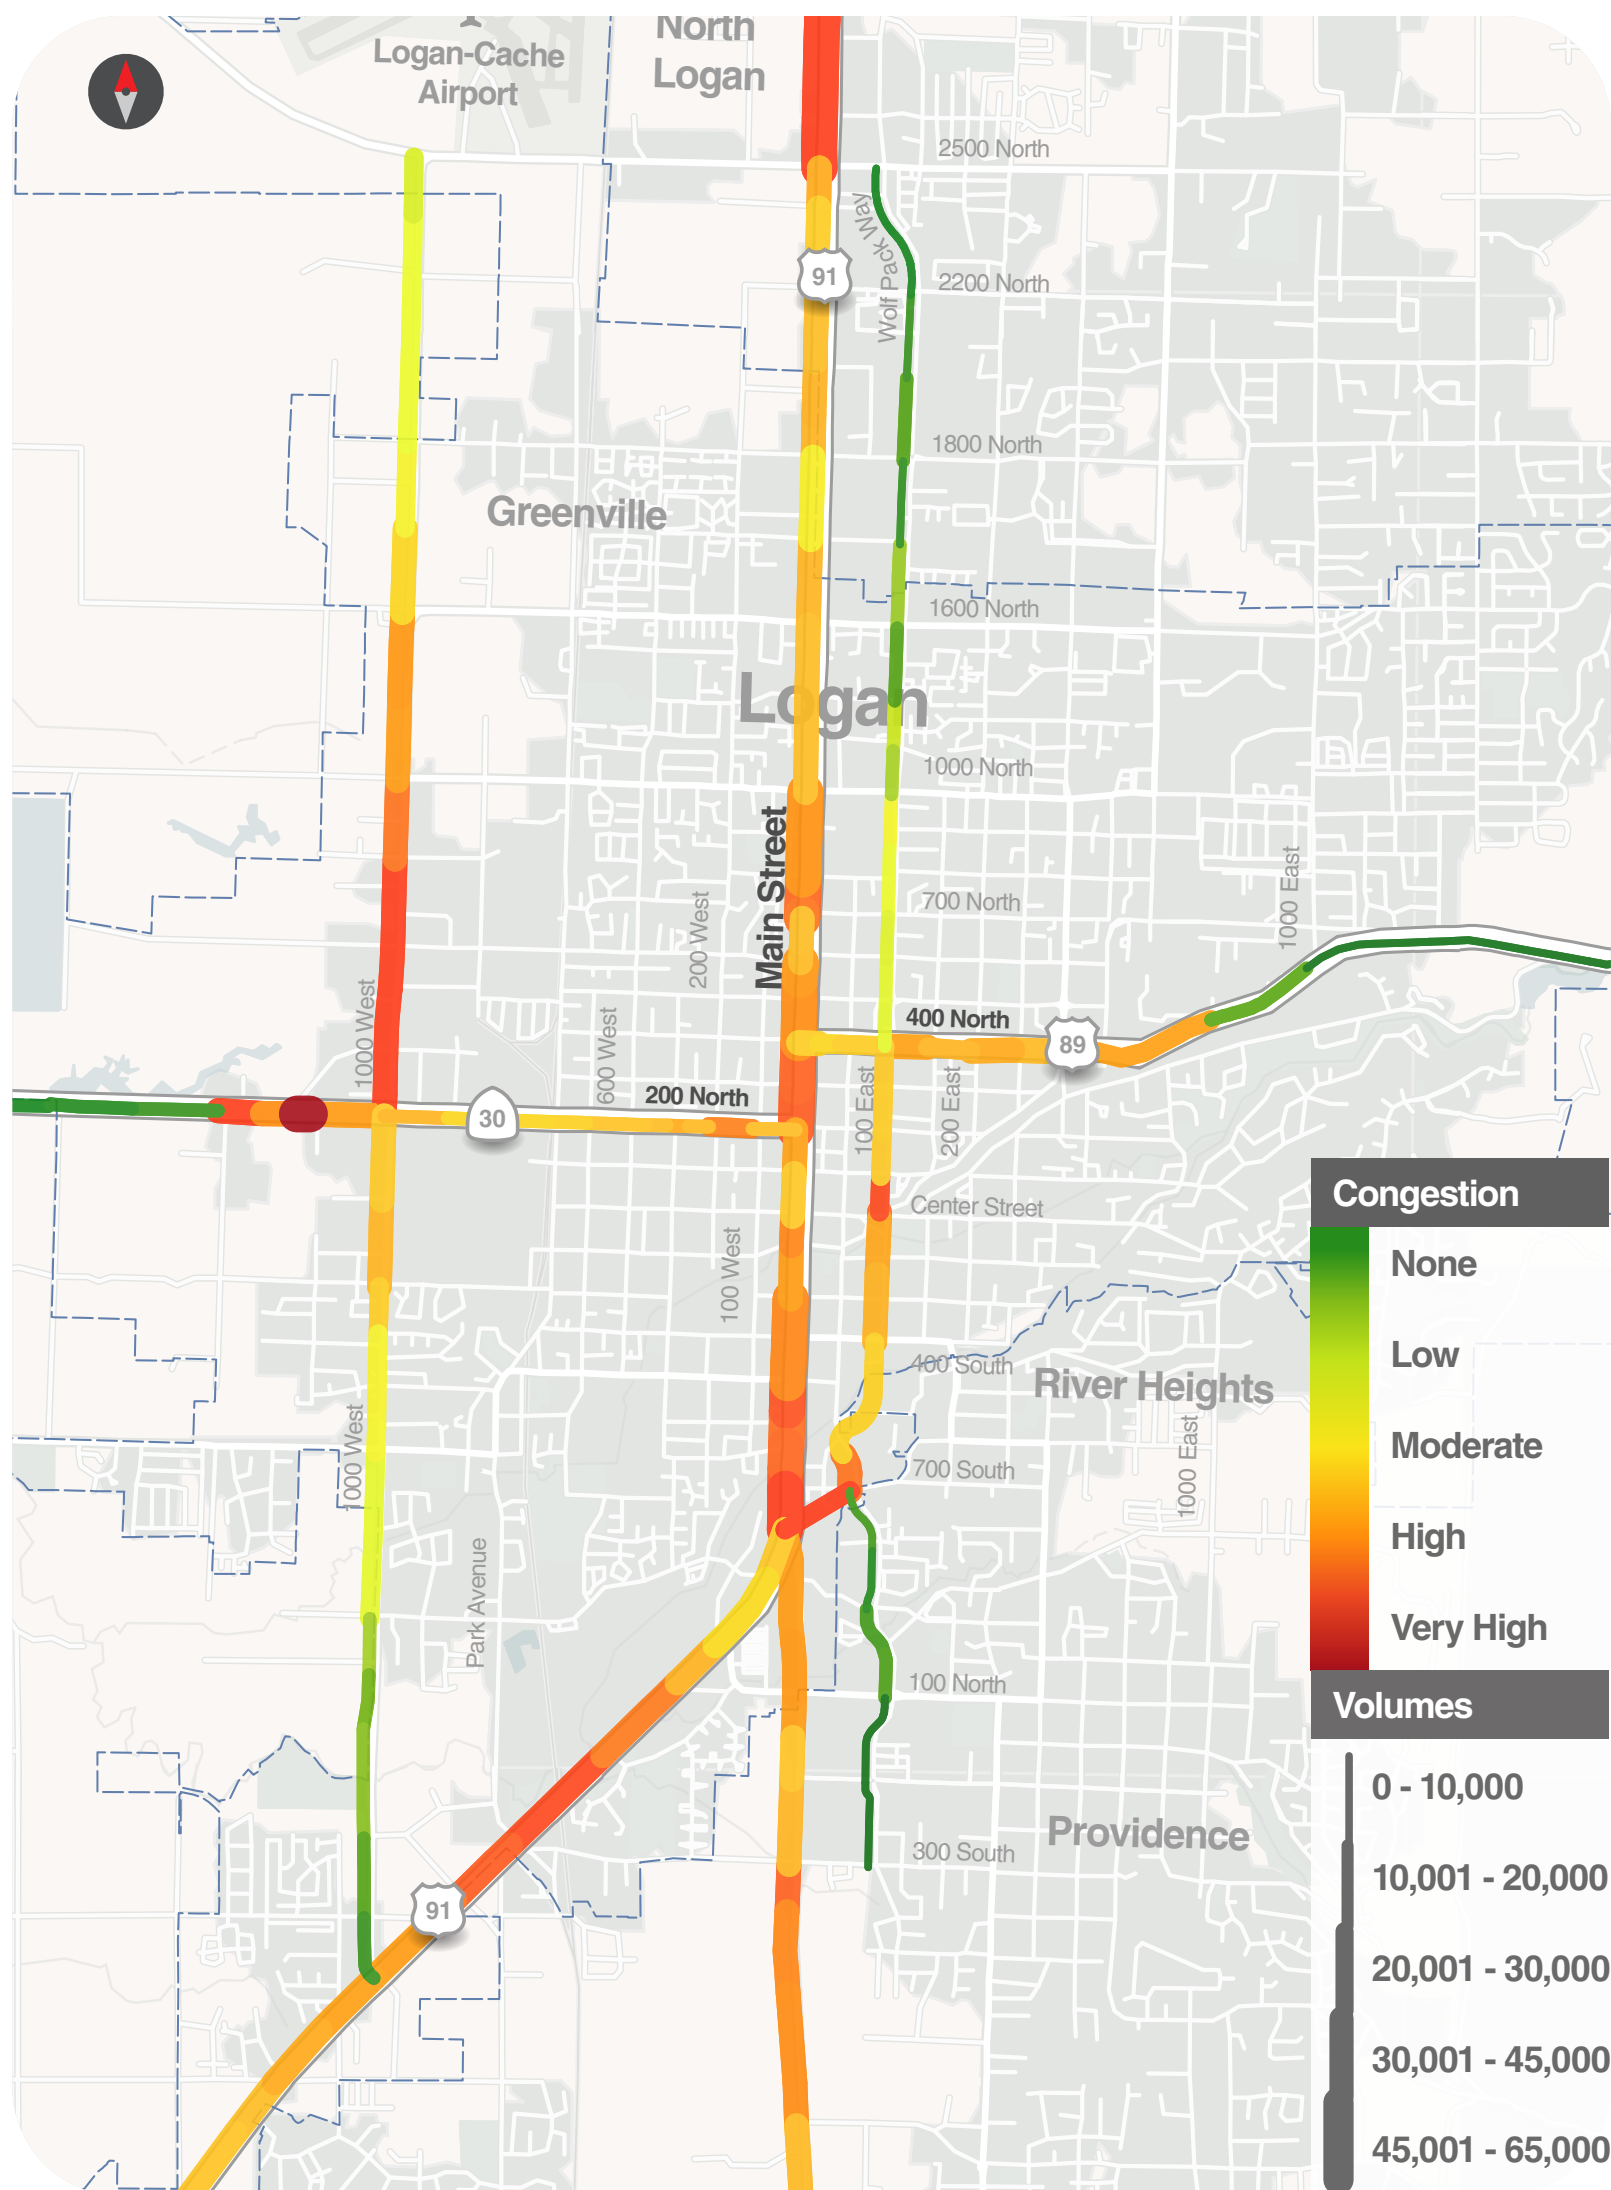 North
Logan
Logan-Cache
Airport
2500 North
Wolf Pack Way
91
2200 North
1800 North
Greenville
1600 North
Logan
1000 North
Main Street
700 North
200 West
1000 East
1000 West
600 West
400 North
89
200 North
30
100 East
200 East
Center Street
100 West
400 South
River Heights
1000 West
700 South
1000 East
Park Avenue
100 North
Providence
300 South
91
Congestion
None
Low
Moderate
High
Very High
Volumes
0 - 10,000
10,001 - 20,000
20,001 - 30,000
30,001 - 45,000
45,001 - 65,000